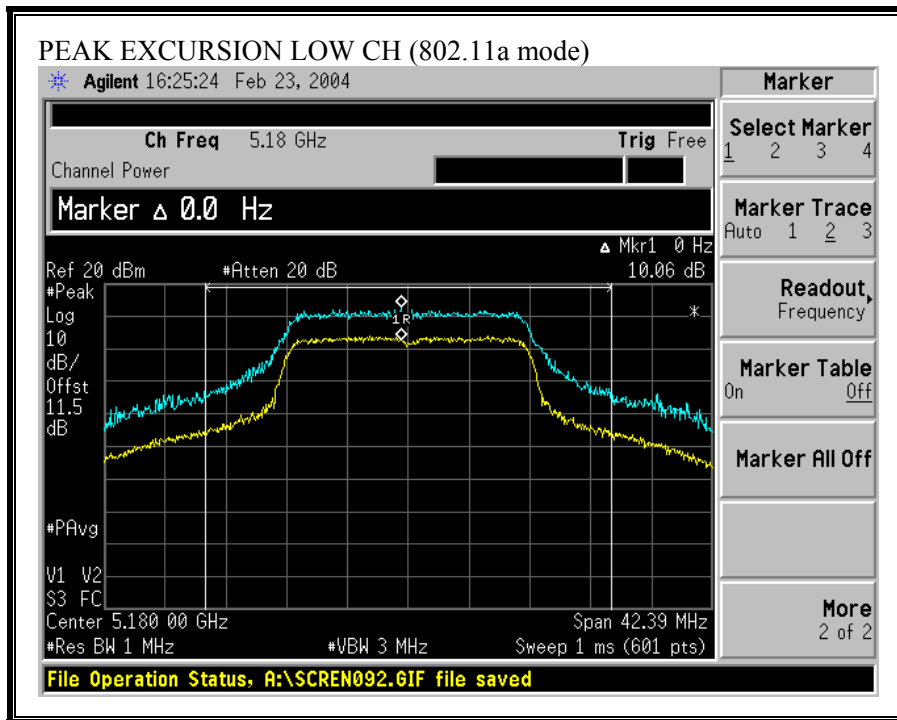 PEAK EXCURSION LOW CH (802.11a mode)
Agilent 16:25:24 Feb 23, 2004
Marker
Ch Freq 5.18 GHz Trig Free
Channel Power
Select Marker
1 2 3 4
Marker Δ 0.0 Hz
Marker Trace
Auto 1 2 3
Δ Mkr1 0 Hz
Ref 20 dBm #Atten 20 dB 10.06 dB
#Peak
Log
10
dB/
Offst
11.5
dB
1R
*
Readout
Frequency
Marker Table
On Off
Marker All Off
#PAvg
V1 V2
S3 FC
Center 5.180 00 GHz Span 42.39 MHz
#Res BW 1 MHz #VBW 3 MHz Sweep 1 ms (601 pts)
More
2 of 2
File Operation Status, A:\SCREN092.GIF file saved